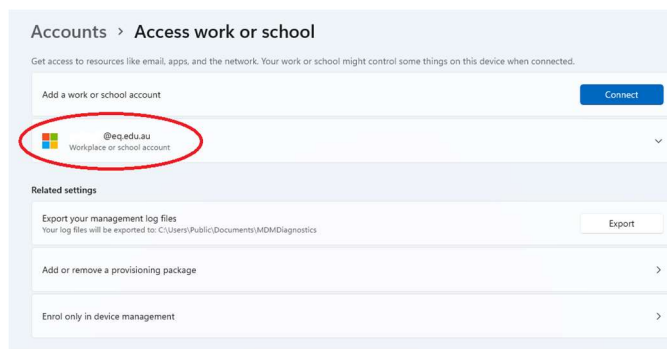 Accounts > Access work or school
Get access to resources like email, apps, and the network. Your work or school might control some things on this device when connected.
Add a work or school account
Connect
@eq.edu.au
Workplace or school account
Related settings
Export your management log files
Your log files will be exported to: C:\Users\Public\Documents\MDMDiagnostics
Export
Add or remove a provisioning package
Enrol only in device management